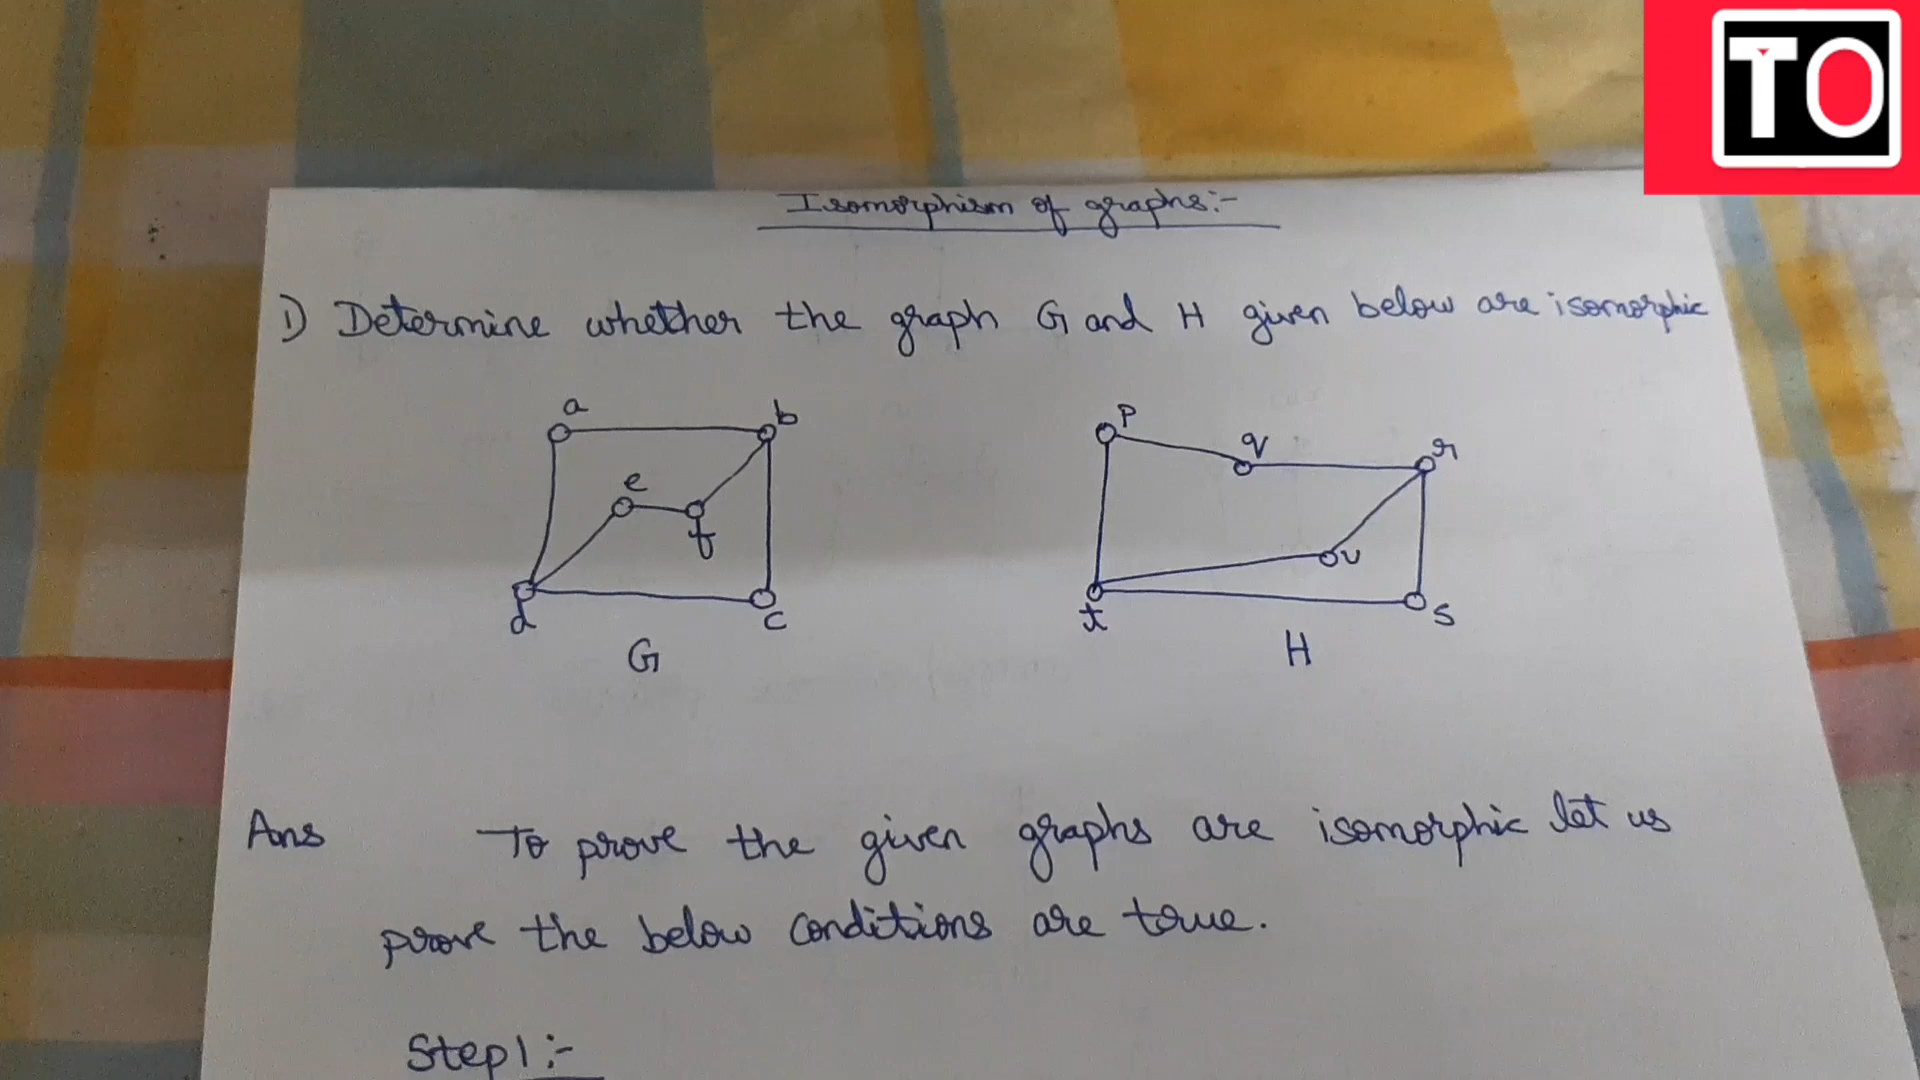 TO
Isomorphism of graphs:-
1) Determine whether the graph G and H given below are isomorphic
a b
e
f
d c
G
p
q r
v
t s
H
Ans To prove the given graphs are isomorphic let us
prove the below conditions are true.
Step1:-